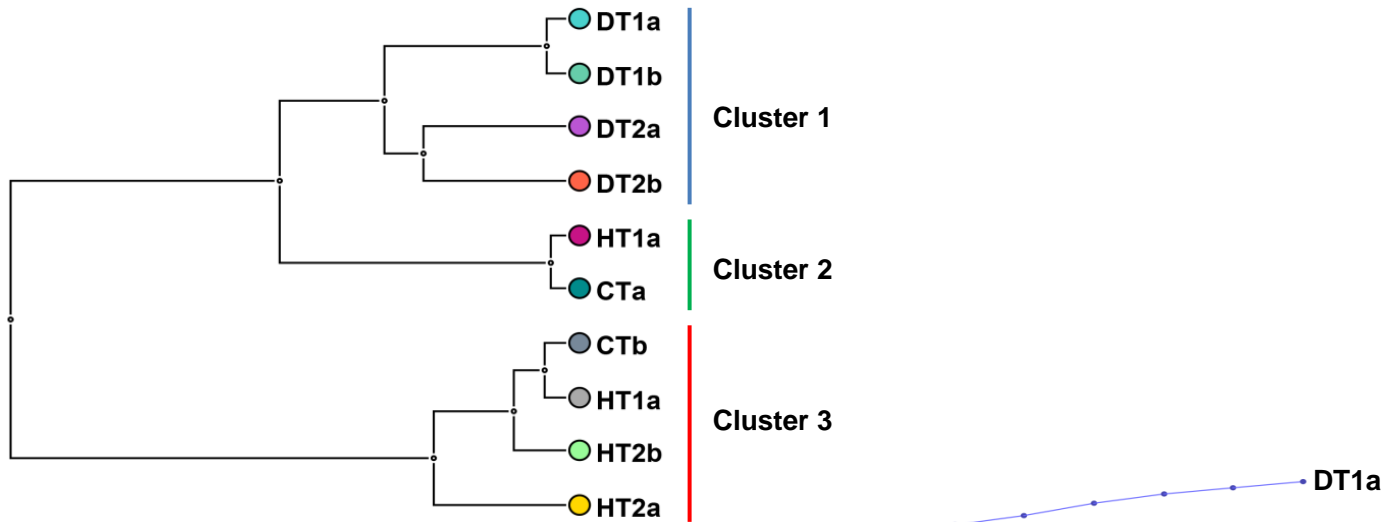 DT1a
DT1b
DT2a
DT2b
HT1a
CTa
CTb
HT1a
HT2b
HT2a
Cluster 1
Cluster 2
Cluster 3
DT1a